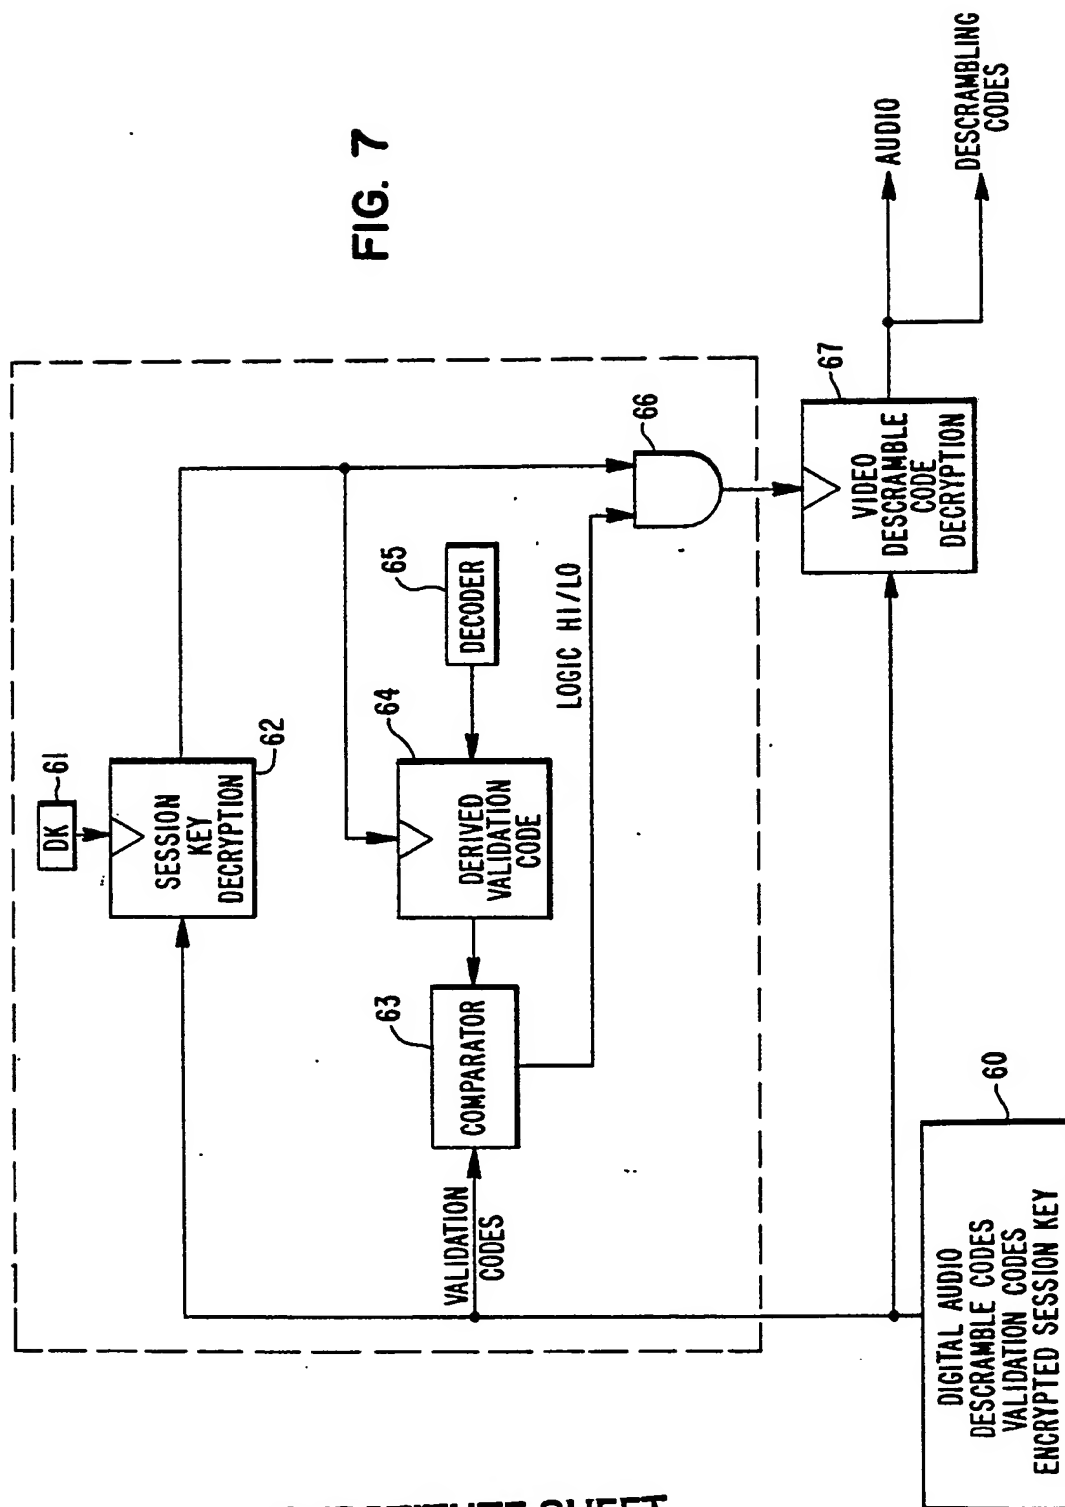 FIG. 7
DK
61
SESSION
KEY
DECRYPTION
62
DERIVED
VALIDATION
CODE
64
DECODER
65
COMPARATOR
63
VALIDATION
CODES
LOGIC HI/LO
66
VIDEO
DESCRAMBLE
CODE
DECRYPTION
67
AUDIO
DESCRAMBLING
CODES
DIGITAL AUDIO
DESCRAMBLE CODES
VALIDATION CODES
ENCRYPTED SESSION KEY
60
SHEET